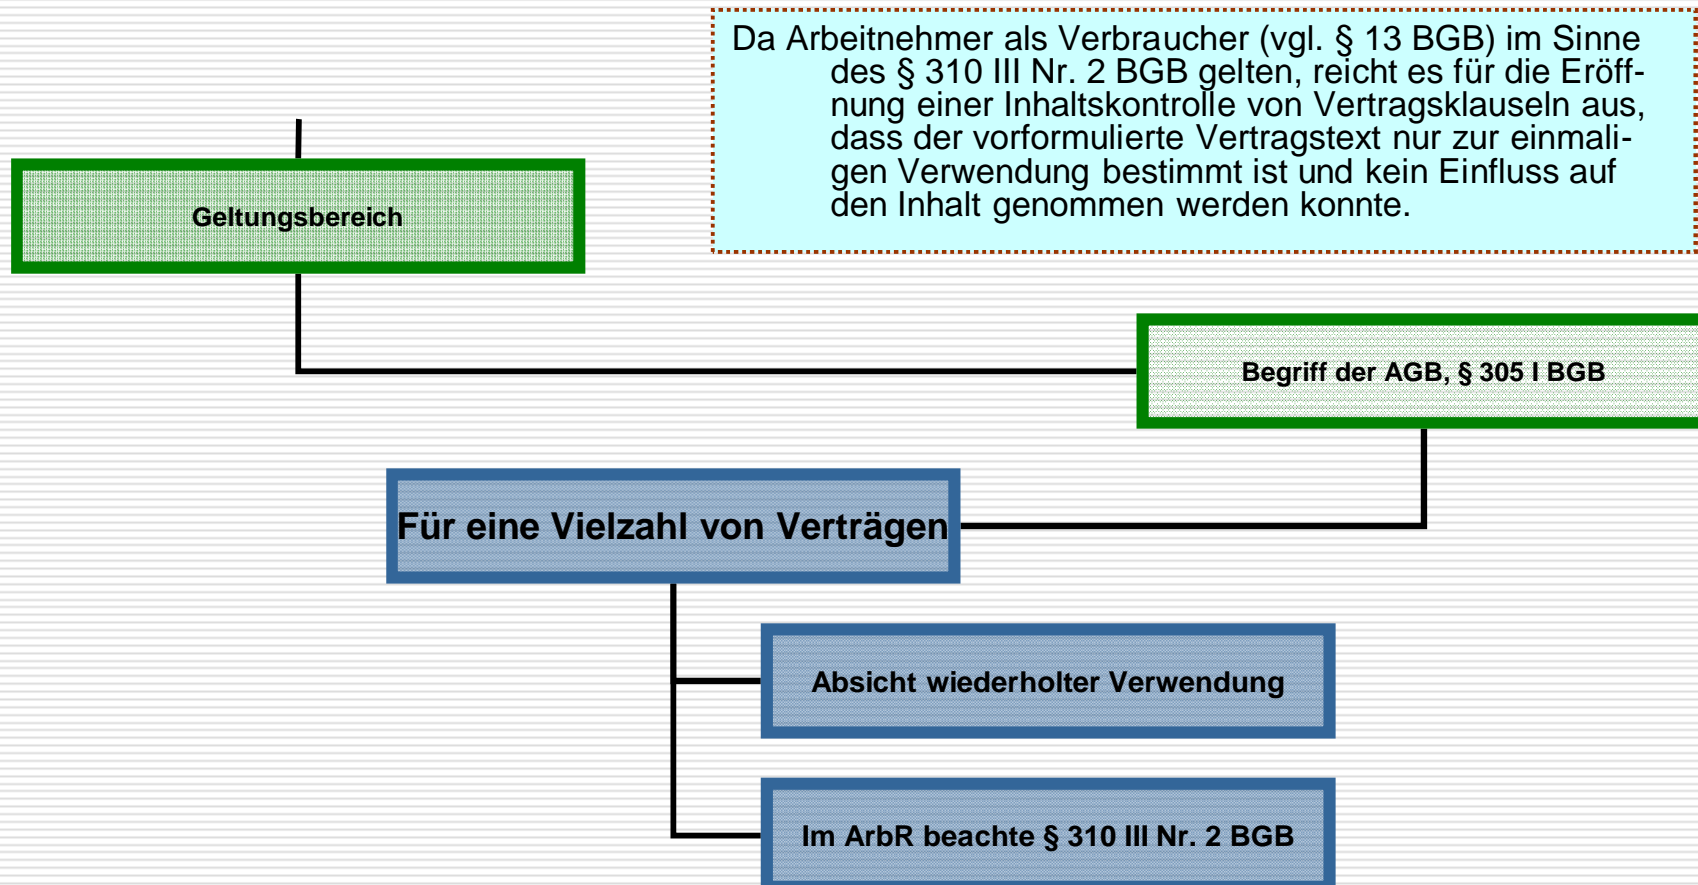 Da Arbeitnehmer als Verbraucher (vgl. § 13 BGB) im Sinne
des § 310 III Nr. 2 BGB gelten, reicht es für die Eröff-
nung einer Inhaltskontrolle von Vertragsklauseln aus,
dass der vorformulierte Vertragstext nur zur einmali-
gen Verwendung bestimmt ist und kein Einfluss auf
den Inhalt genommen werden konnte.
Geltungsbereich
Begriff der AGB, § 305 I BGB
Für eine Vielzahl von Verträgen
Absicht wiederholter Verwendung
Im ArbR beachte § 310 III Nr. 2 BGB